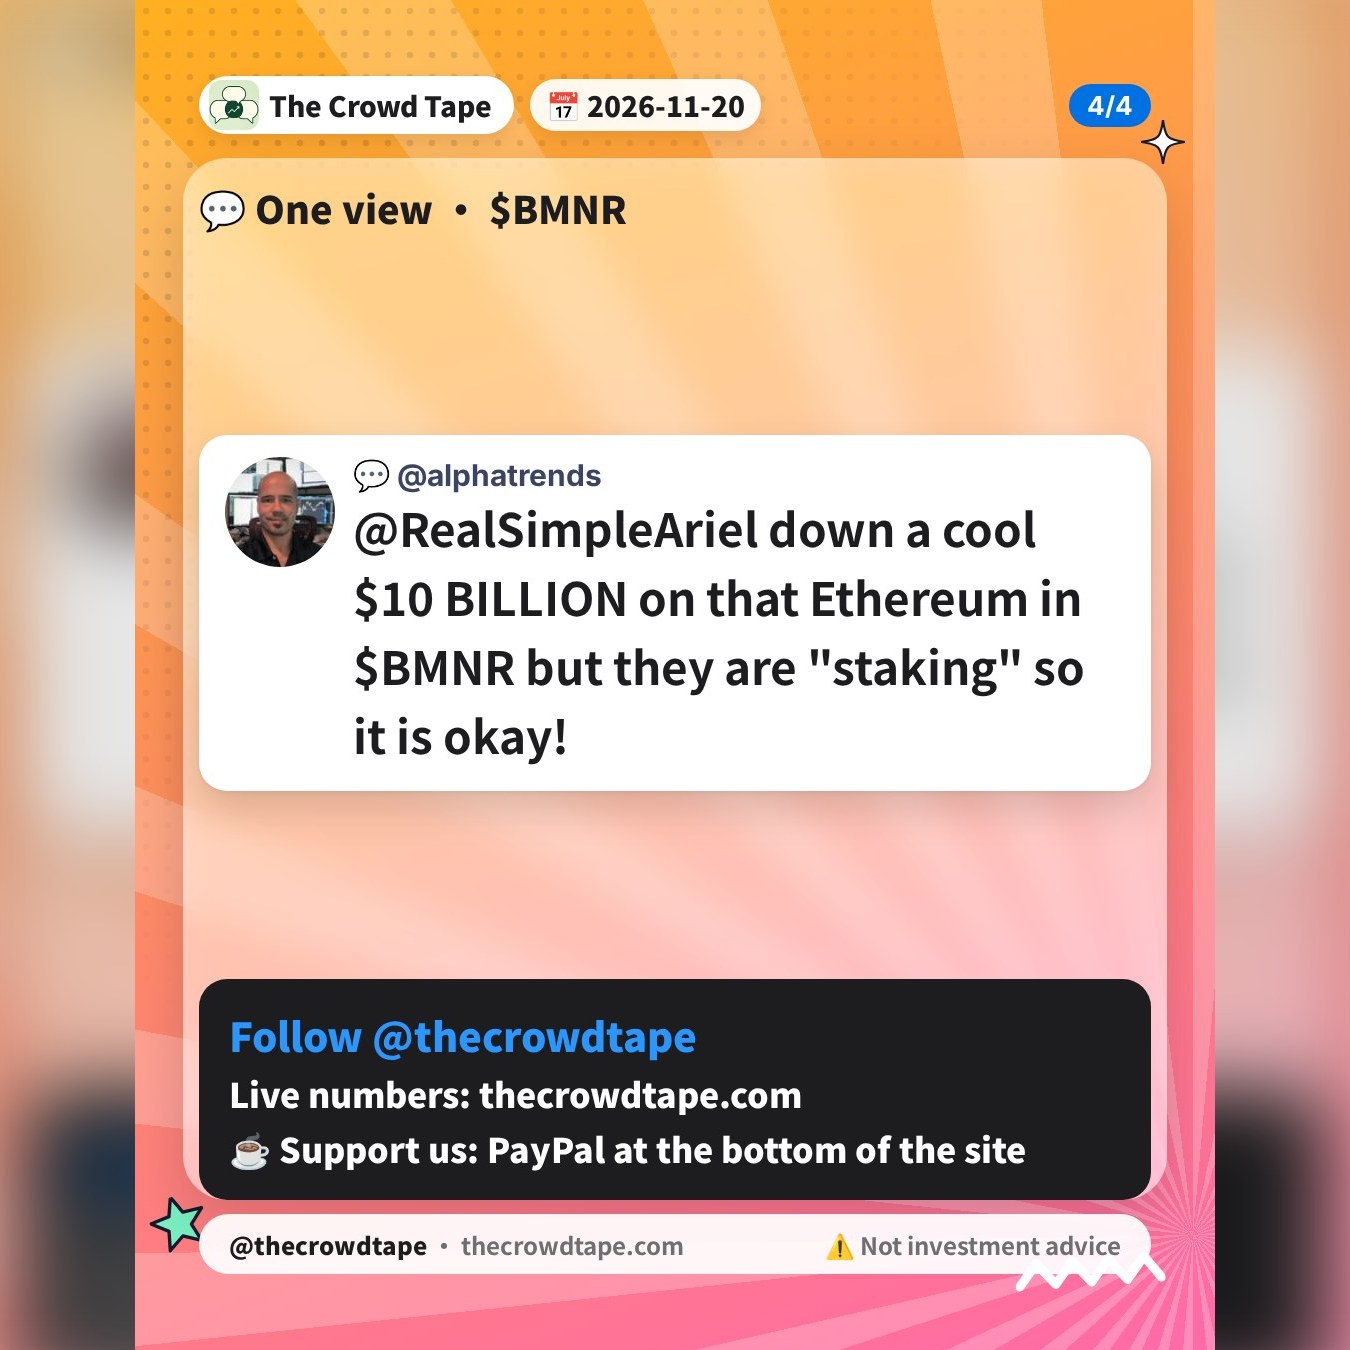 The Crowd Tape
2026-11-20
4/4
One view • $BMNR
@alphatrends
@RealSimpleAriel down a cool
$10 BILLION on that Ethereum in
$BMNR but they are "staking" so
it is okay!
Follow @thecrowdtape
Live numbers: thecrowdtape.com
Support us: PayPal at the bottom of the site
@thecrowdtape • thecrowdtape.com
Not investment advice